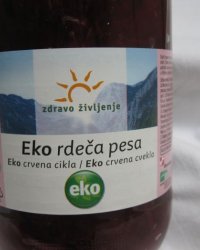 zdravo življenje
Eko rdeča pesa
Eko crvena cikla / Eko crvena cvekla
eko